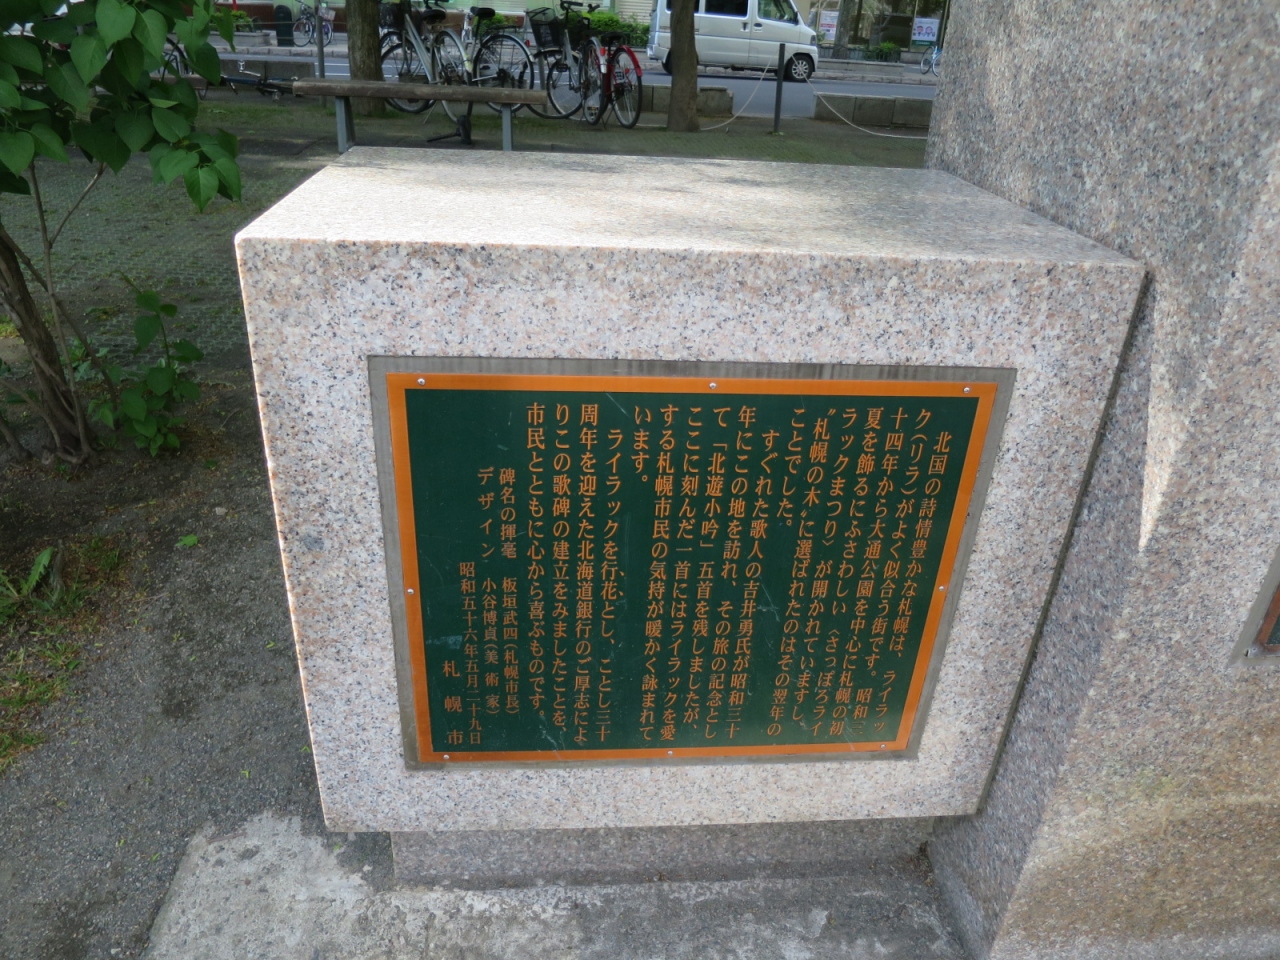 北国の詩情豊かな札幌は、ライラッ
ク(リラ)がよく似合う街です。昭和三
十四年から大通公園を中心に札幌の初
夏を飾るにふさわしい〈さっぽろライ
ラックまつり〉が開かれていますし、
〝札幌の木〟に選ばれたのはその翌年の
ことでした。
すぐれた歌人の吉井勇氏が昭和三十
年にこの地を訪れ、その旅の記念とし
て「北遊小吟」五首を残しましたが、
ここに刻んだ一首にはライラックを愛
する札幌市民の気持が暖かく詠まれて
います。
ライラックを行花とし、ことし三十
周年を迎えた北海道銀行のご厚志によ
りこの歌碑の建立をみましたことを、
市民とともに心から喜ぶものです。
碑名の揮毫 板垣武四(札幌市長)
デザイン 小谷博貞(美術家)
昭和五十六年五月二十九日
札幌市